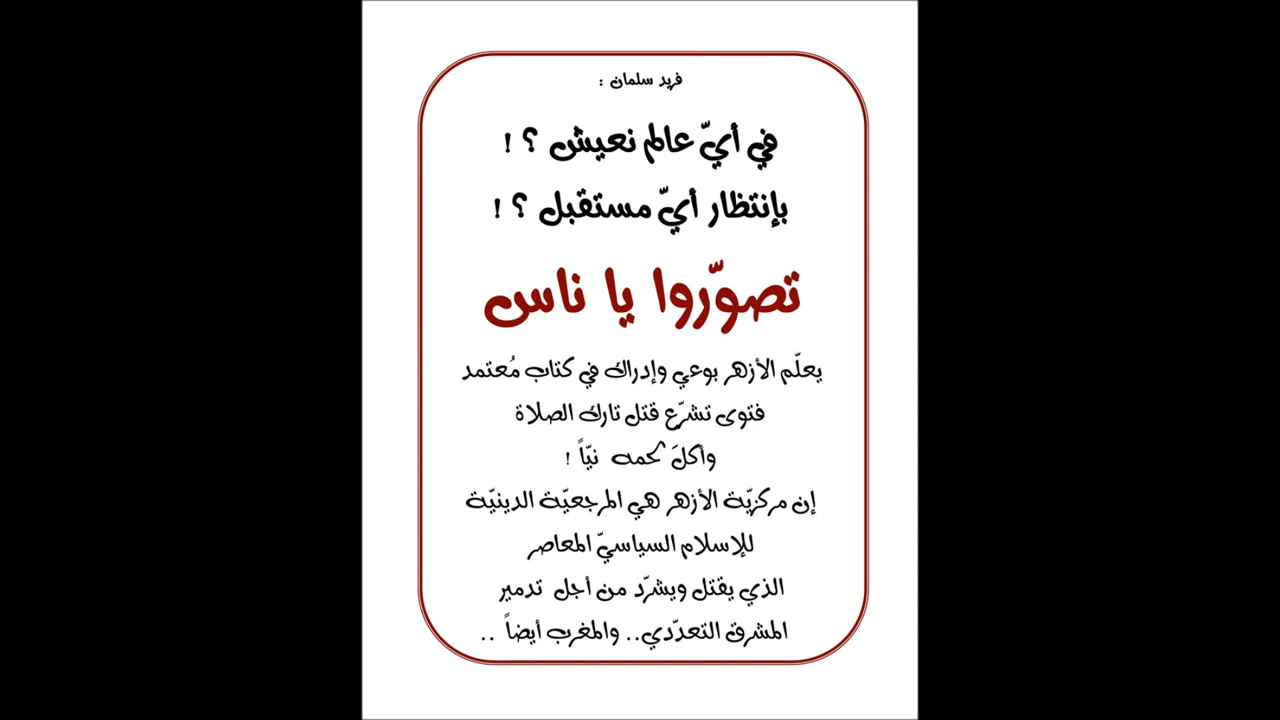 فريد سلمان :
في أيّ عالم نعيش ؟ !
بإنتظار أيّ مستقبل ؟ !
تصوّروا يا ناس
يعلّم الأزهر بوعي وإدراك في كتاب مُعتمد
فتوى تشرّع قتل تارك الصلاة
وأكلَ لحمه نيّاً !
إن مركزيّة الأزهر هي المرجعيّة الدينيّة
للإسلام السياسيّ المعاصر
الذي يقتل ويشرّد من أجل تدمير
المشرق التعدّدي.. والمغرب أيضاً ..